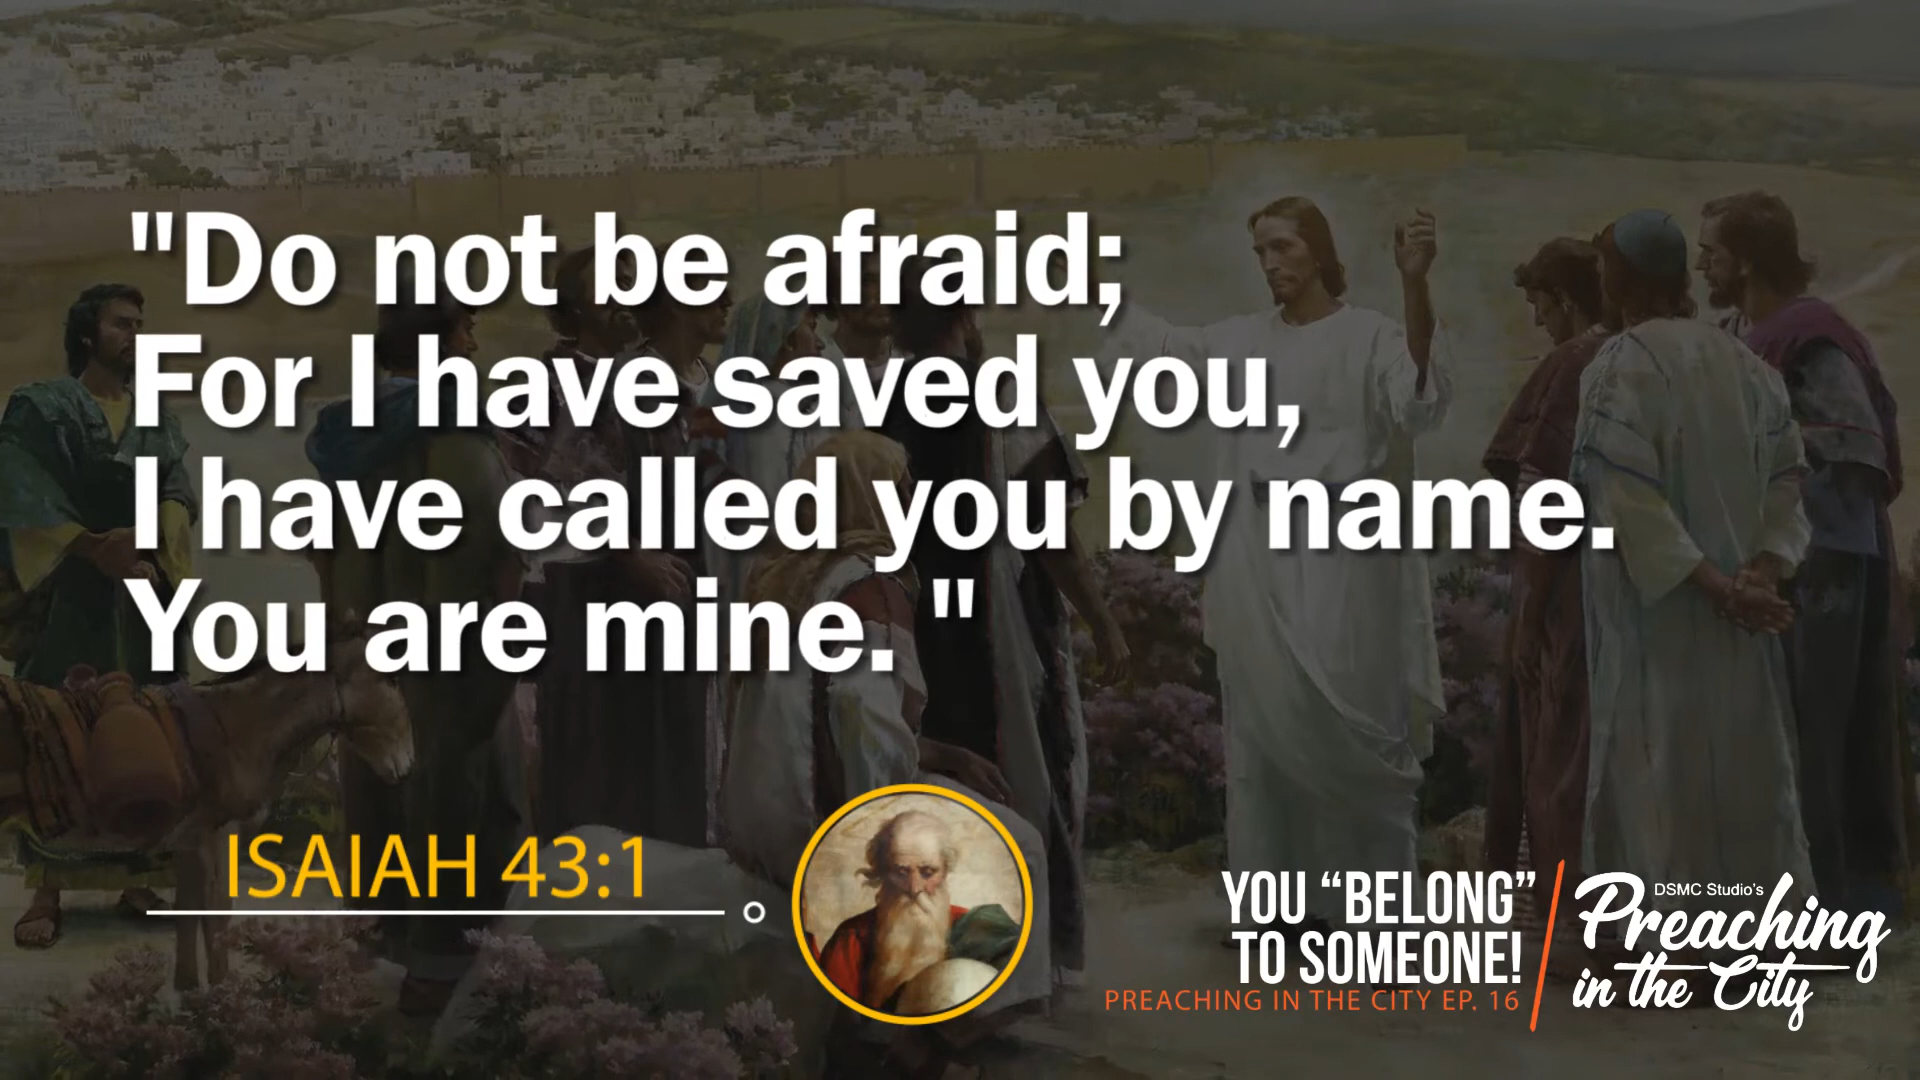 "Do not be afraid;
For I have saved you,
I have called you by name.
You are mine. "
ISAIAH 43:1
YOU “BELONG”
TO SOMEONE!
PREACHING IN THE CITY EP. 16
DSMC Studio's
Preaching
in the City